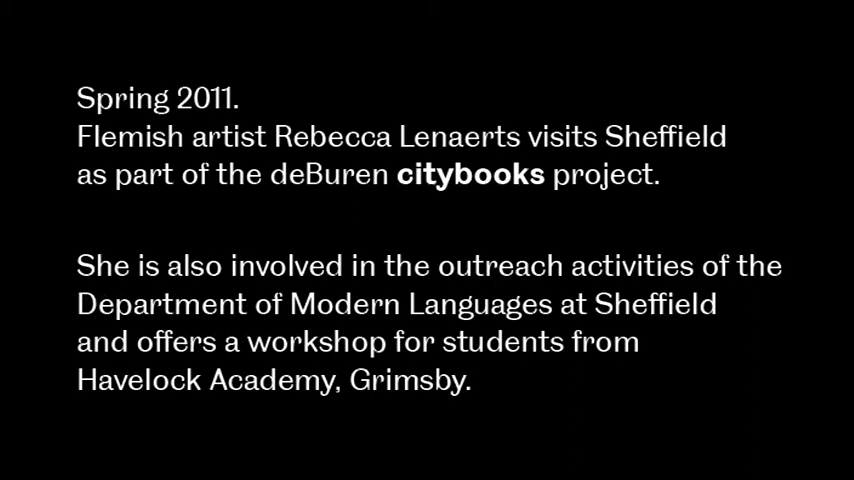 Spring 2011.
Flemish artist Rebecca Lenaerts visits Sheffield
as part of the deBuren citybooks project.
She is also involved in the outreach activities of the
Department of Modern Languages at Sheffield
and offers a workshop for students from
Havelock Academy, Grimsby.